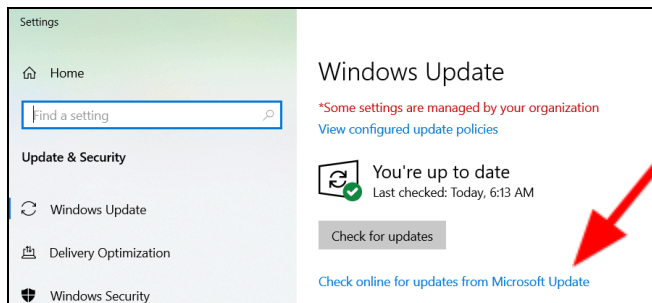 Settings
Home
Find a setting
Update & Security
Windows Update
Delivery Optimization
Windows Security
Windows Update
*Some settings are managed by your organization
View configured update policies
You're up to date
Last checked: Today, 6:13 AM
Check for updates
Check online for updates from Microsoft Update